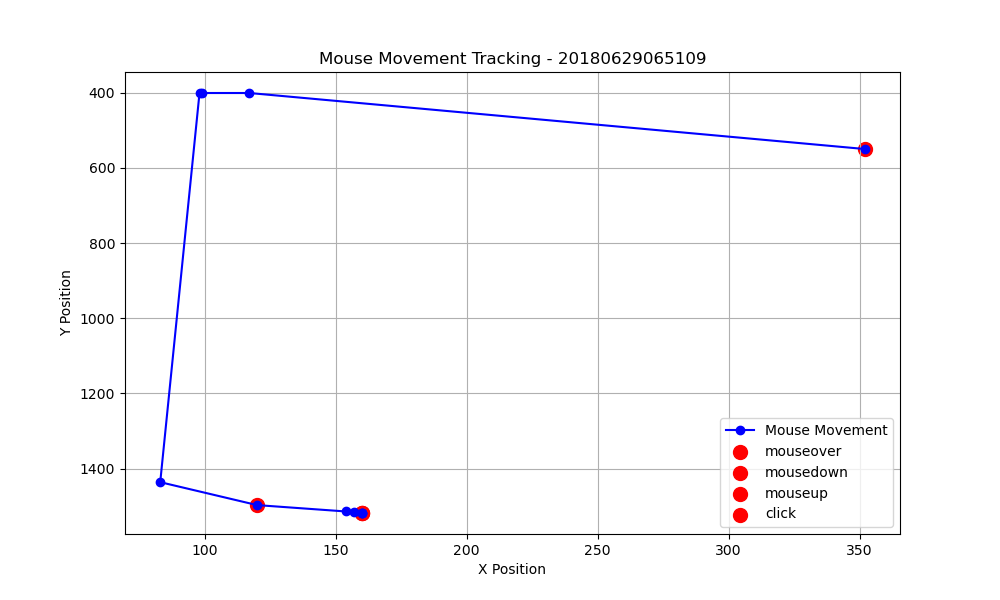 Mouse Movement Tracking - 20180629065109
400
600
800
1000
1200
1400
Y Position
100
150
200
250
300
350
X Position
Mouse Movement
mouseover
mousedown
mouseup
click